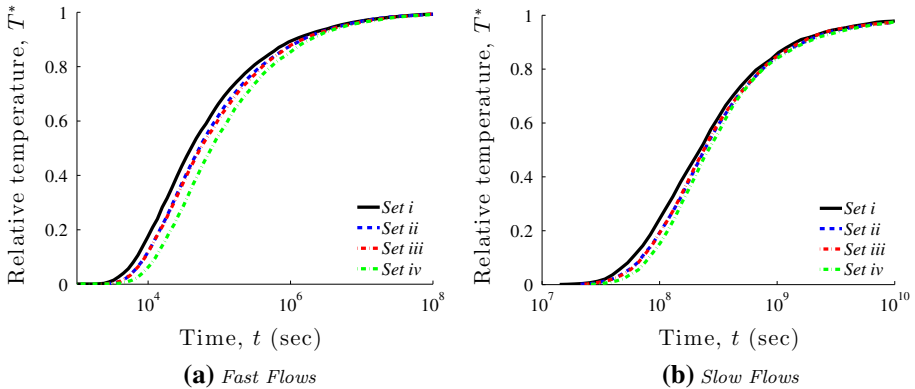 Relative temperature, T*
1
0.8
0.6
0.4
0.2
0
Set i
Set ii
Set iii
Set iv
10^4
10^6
10^8
Time, t (sec)
(a) Fast Flows
Relative temperature, T*
1
0.8
0.6
0.4
0.2
0
Set i
Set ii
Set iii
Set iv
10^7
10^8
10^9
10^10
Time, t (sec)
(b) Slow Flows